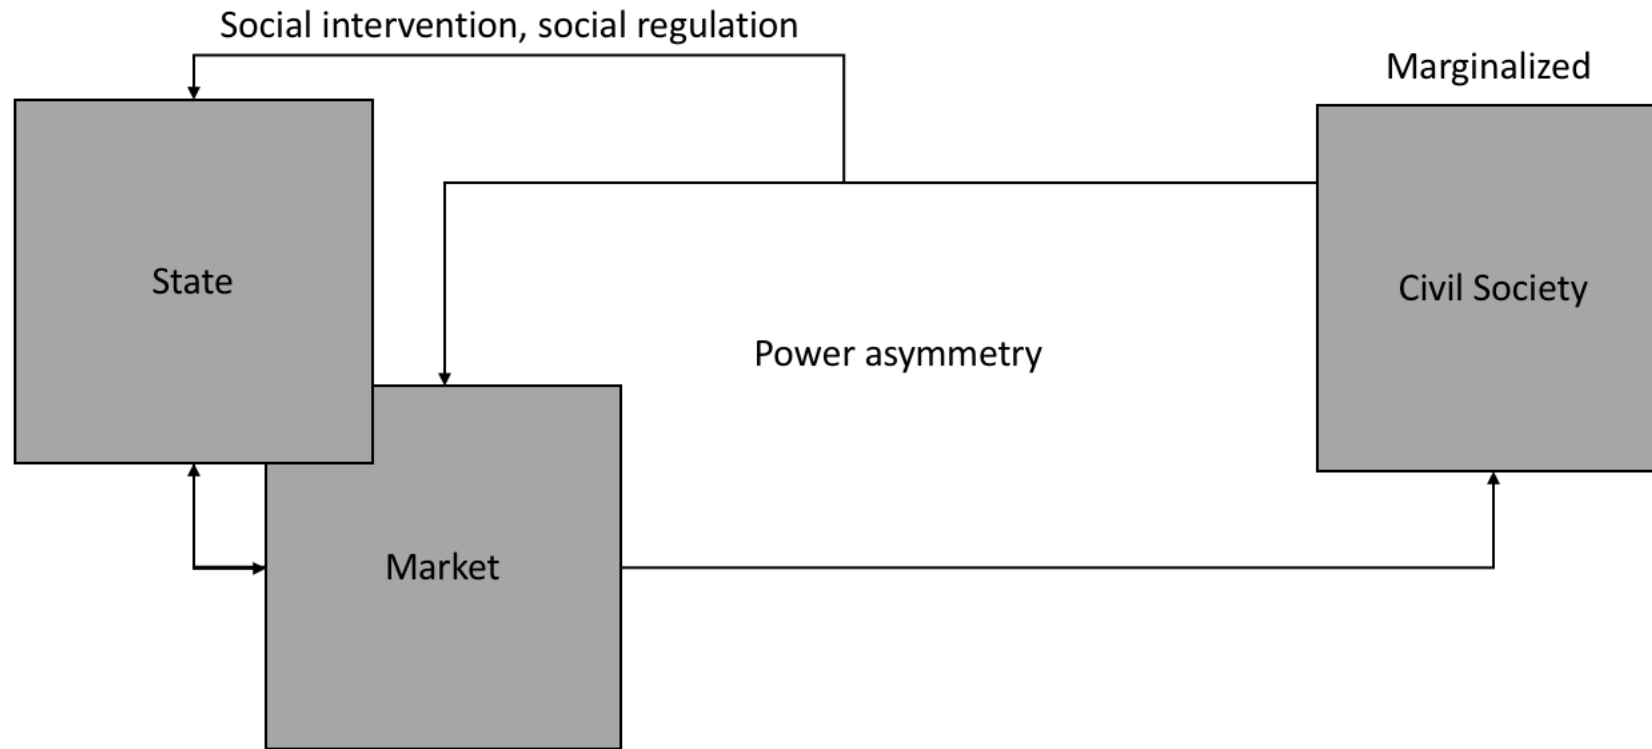 Social intervention, social regulation
Marginalized
State
Civil Society
Power asymmetry
Market